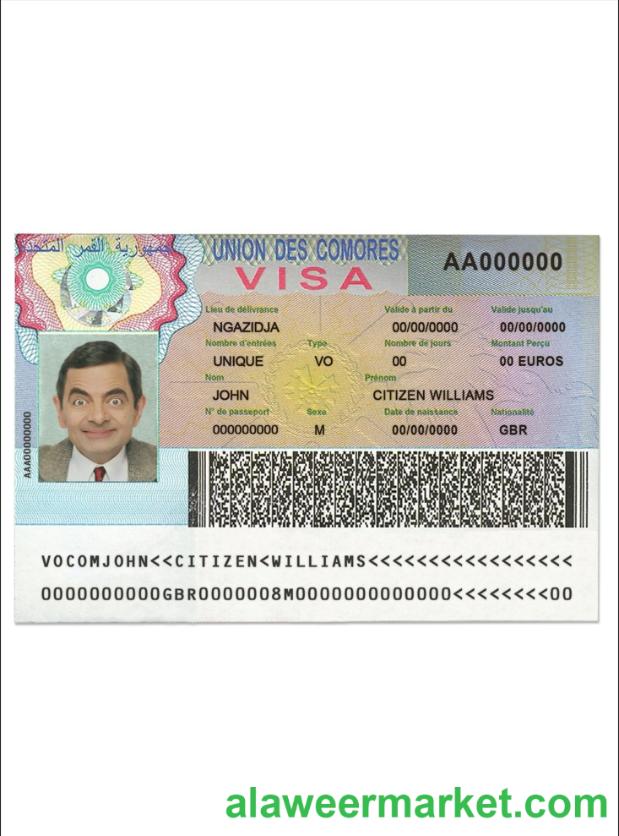 جمهورية القمر المتحدة
UNION DES COMORES
VISA
AA000000
Lieu de délivrance Valide à partir du Valide jusqu'au
NGAZIDJA 00/00/0000 00/00/0000
Nombre d'entrées Type Nombre de jours Montant Perçu
UNIQUE VO 00 00 EUROS
Nom Prénom
JOHN CITIZEN WILLIAMS
N° de passeport Sexe Date de naissance Nationalité
000000000 M 00/00/0000 GBR
AAA00000000
VOCOMJOHN<<CITIZEN<WILLIAMS<<<<<<<<<<<<<<<<<
0000000000GBR0000008M0000000000000<<<<<<<<00
alaweermarket.com